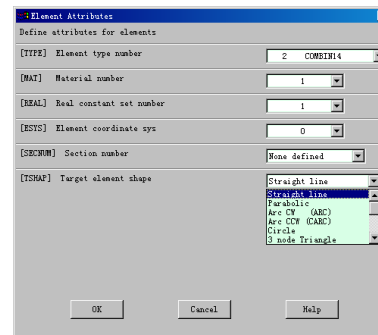 Element Attributes
Define attributes for elements
[TYPE] Element type number 2 COMBIN14
[MAT] Material number 1
[REAL] Real constant set number 1
[ESYS] Element coordinate sys 0
[SECNUM] Section number None defined
[TSHAP] Target element shape Straight line
Straight line
Parabolic
Arc CW (ARC)
Arc CCW (CARC)
Circle
3 node Triangle
OK Cancel Help